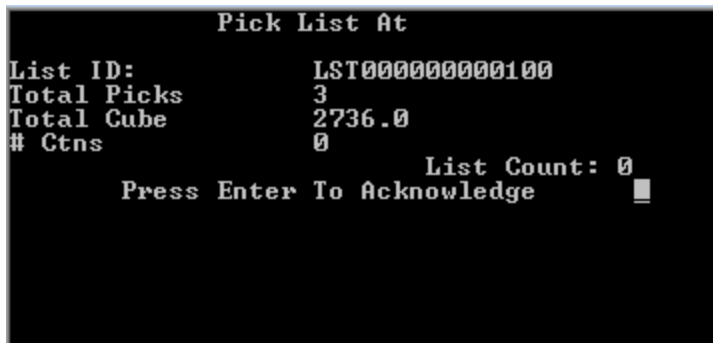 Pick List At
List ID: LST000000000100
Total Picks 3
Total Cube 2736.0
# Ctns 0
List Count: 0
Press Enter To Acknowledge